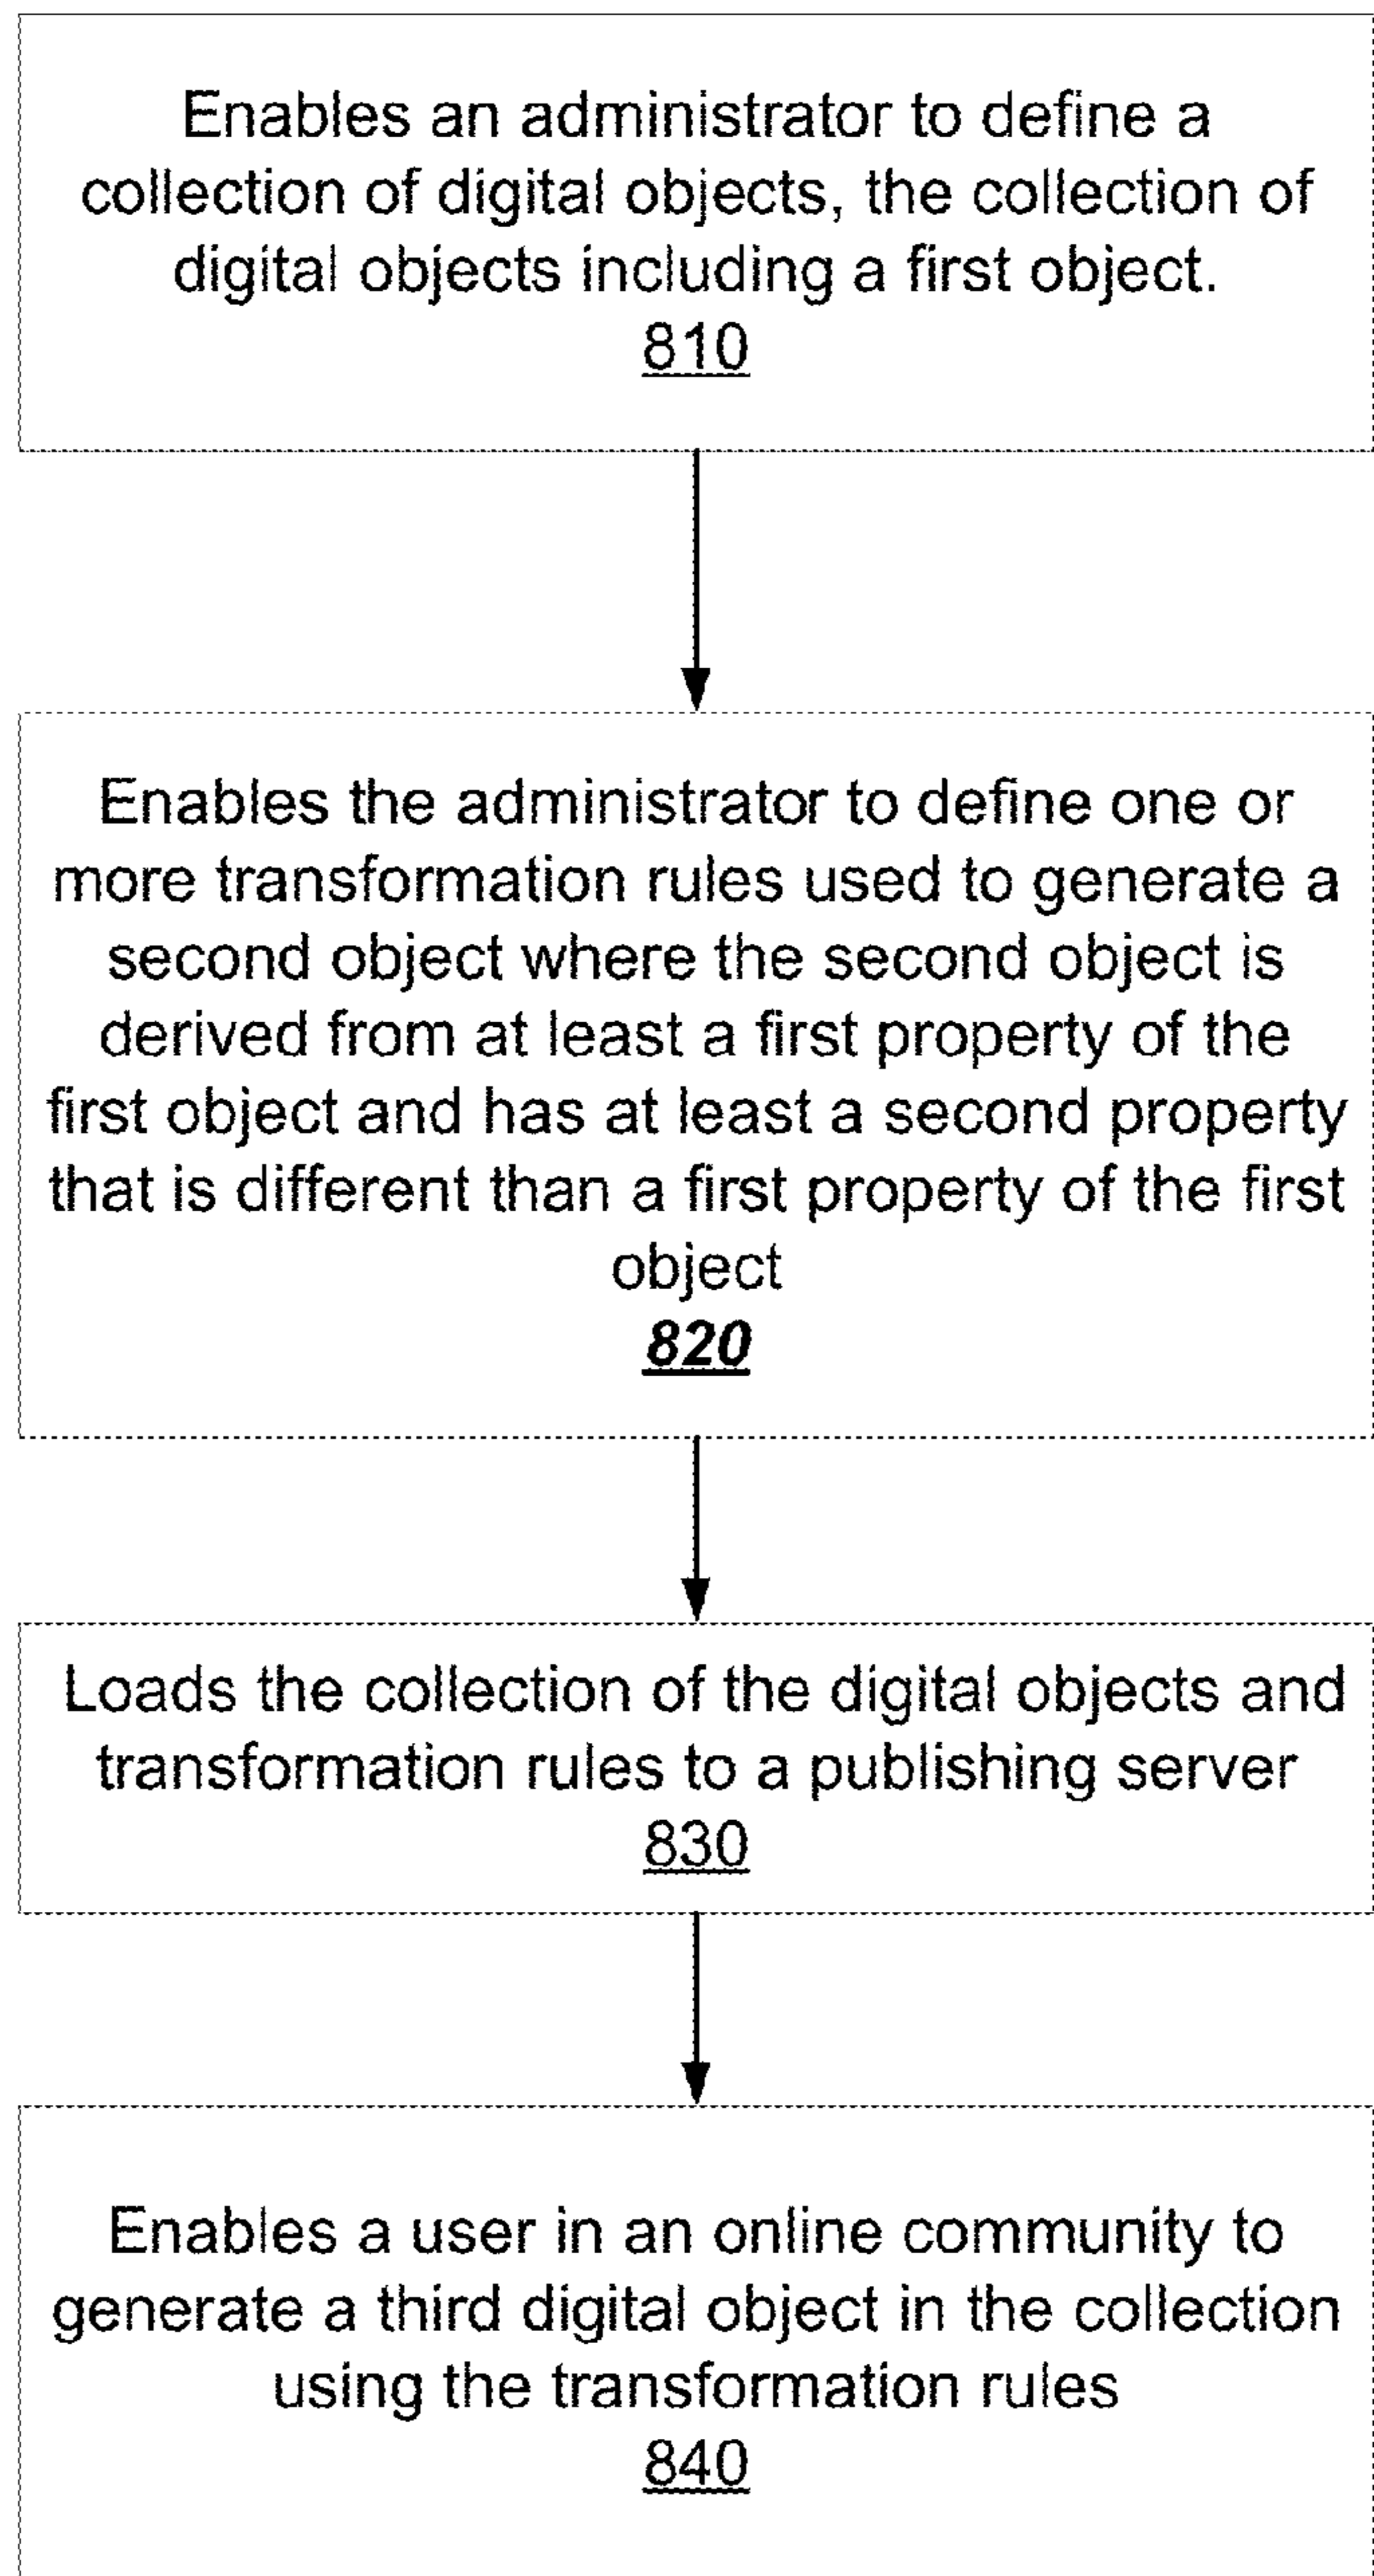 Enables an administrator to define a
collection of digital objects, the collection of
digital objects including a first object.
810
Enables the administrator to define one or
more transformation rules used to generate a
second object where the second object is
derived from at least a first property of the
first object and has at least a second property
that is different than a first property of the first
object
820
Loads the collection of the digital objects and
transformation rules to a publishing server
830
Enables a user in an online community to
generate a third digital object in the collection
using the transformation rules
840